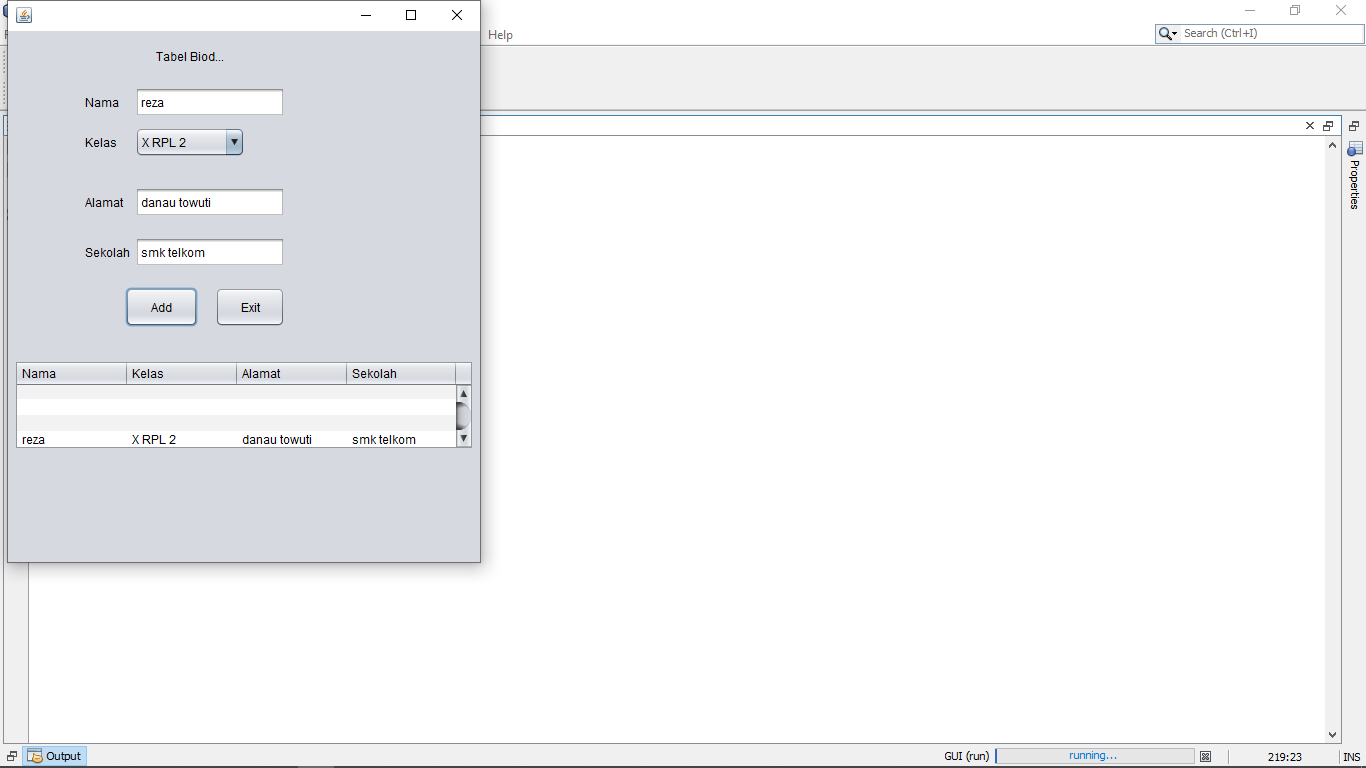 Help
Search (Ctrl+I)
Tabel Biod...
Nama reza
Kelas X RPL 2
Alamat danau towuti
Sekolah smk telkom
Add Exit
Nama Kelas Alamat Sekolah
reza X RPL 2 danau towuti smk telkom
Properties
Output
GUI (run) running... 219:23 INS